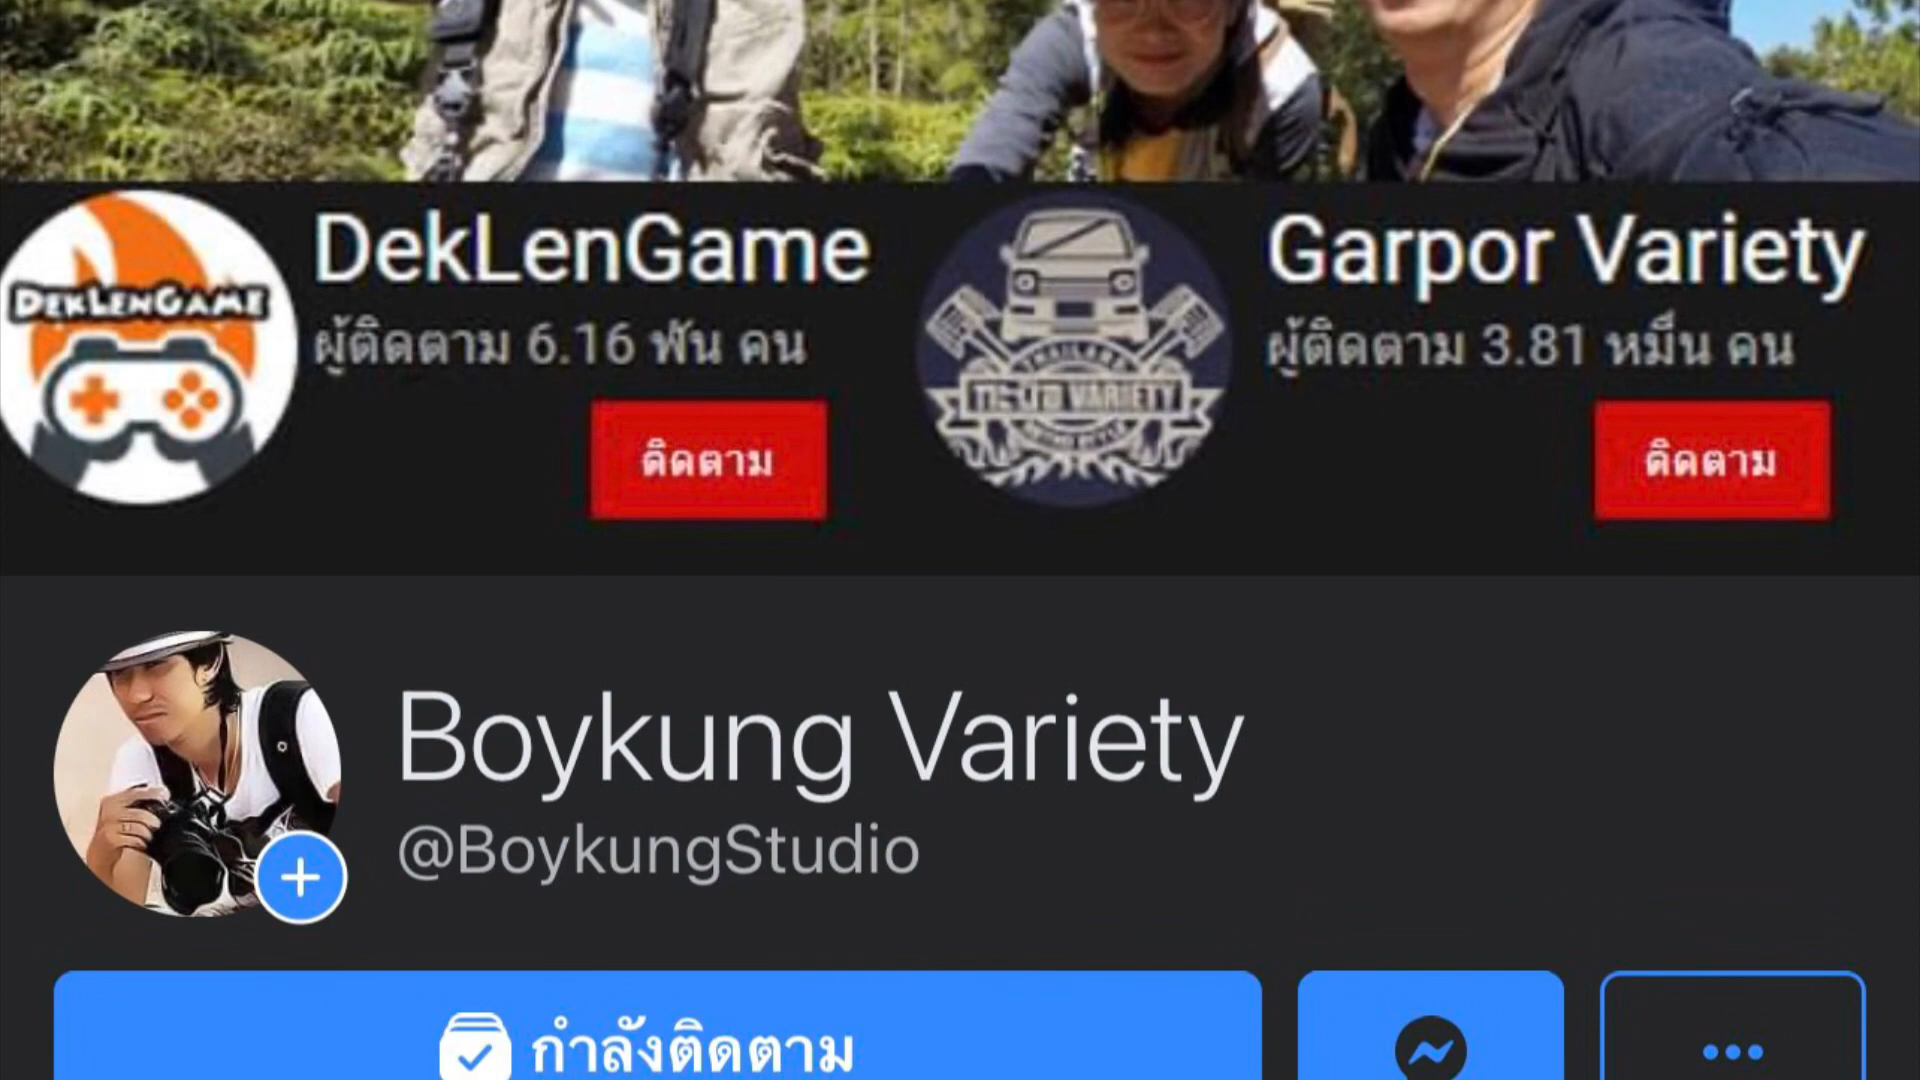 DekLenGame
ผู้ติดตาม 6.16 พัน คน
ติดตาม
DEKLENGAME
Garpor Variety
ผู้ติดตาม 3.81 หมื่น คน
ติดตาม
THAILAND
VARIETY
Boykung Variety
@BoykungStudio
กำลังติดตาม